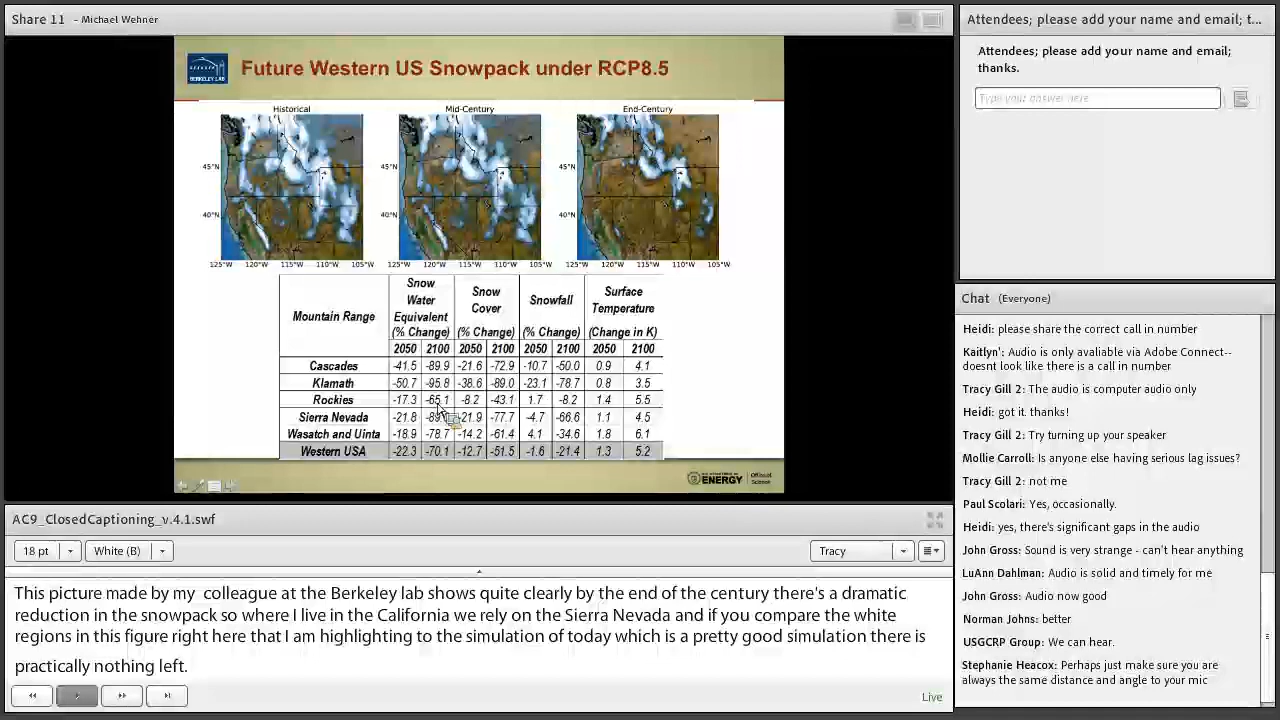 Share 11 - Michael Wehner
BERKELEY LAB
Future Western US Snowpack under RCP8.5
Historical Mid-Century End-Century
45°N 45°N 45°N
40°N 40°N 40°N
125°W 120°W 115°W 110°W 105°W 125°W 120°W 115°W 110°W 105°W 125°W 120°W 115°W 110°W 105°W
Mountain Range Snow Water Equivalent (% Change) Snow Cover (% Change) Snowfall (% Change) Surface Temperature (Change in K)
2050 2100 2050 2100 2050 2100 2050 2100
Cascades -41.5 -89.9 -21.6 -72.9 -10.7 -50.0 0.9 4.1
Klamath -50.7 -95.8 -38.6 -89.0 -23.1 -78.7 0.8 3.5
Rockies -17.3 -65.1 -8.2 -43.1 1.7 -8.2 1.4 5.5
Sierra Nevada -21.8 21.9 -77.7 -4.7 -66.6 1.1 4.5
Wasatch and Uinta -18.9 -78.7 -14.2 -61.4 4.1 -34.6 1.8 6.1
Western USA -22.3 -70.1 -12.7 -51.5 -1.6 -21.4 1.3 5.2
ENERGY Office of Science
AC9_ClosedCaptioning_v.4.1.swf
18 pt White (B) Tracy
This picture made by my colleague at the Berkeley lab shows quite clearly by the end of the century there's a dramatic
reduction in the snowpack so where I live in the California we rely on the Sierra Nevada and if you compare the white
regions in this figure right here that I am highlighting to the simulation of today which is a pretty good simulation there is
practically nothing left.
Live
Attendees; please add your name and email; t...
Attendees; please add your name and email;
thanks.
Type your answer here
Chat (Everyone)
Heidi: please share the correct call in number
Kaitlyn': Audio is only avaliable via Adobe Connect--
doesnt look like there is a call in number
Tracy Gill 2: The audio is computer audio only
Heidi: got it. thanks!
Tracy Gill 2: Try turning up your speaker
Mollie Carroll: Is anyone else having serious lag issues?
Tracy Gill 2: not me
Paul Scolari: Yes, occasionally.
Heidi: yes, there's significant gaps in the audio
John Gross: Sound is very strange - can't hear anything
LuAnn Dahlman: Audio is solid and timely for me
John Gross: Audio now good
Norman Johns: better
USGCRP Group: We can hear.
Stephanie Heacox: Perhaps just make sure you are
always the same distance and angle to your mic